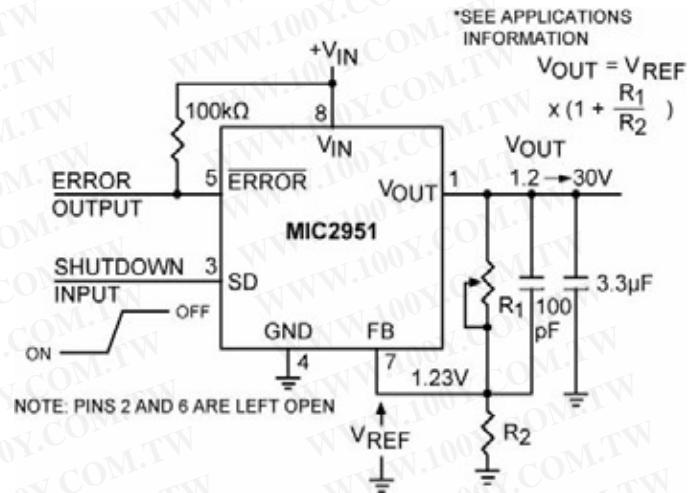 *SEE APPLICATIONS
INFORMATION
+VIN
VOUT = VREF
x (1 + R1
R2 )
100kΩ
8
VIN
VOUT
1.2 → 30V
ERROR
OUTPUT
5
ERROR
VOUT
1
MIC2951
SHUTDOWN
INPUT
3
SD
R1
100
pF
3.3µF
OFF
ON
GND
FB
4
7
1.23V
NOTE: PINS 2 AND 6 ARE LEFT OPEN
VREF
R2
WWW.100Y.COM.TW